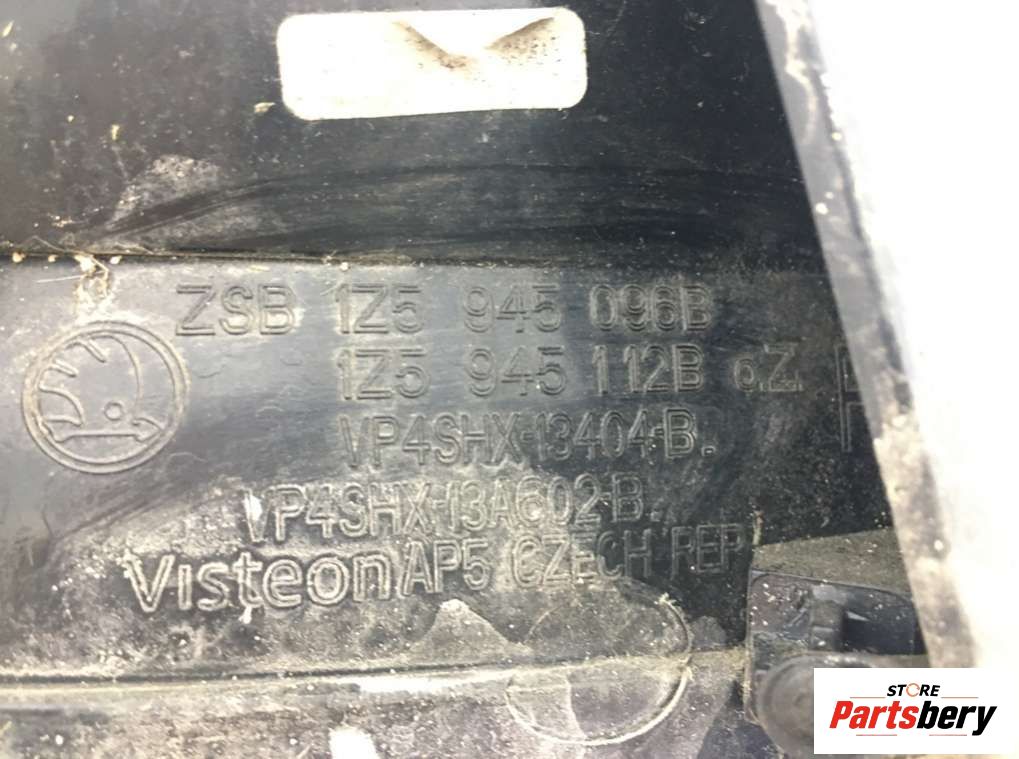 ZSB 1Z5 945 096B
1Z5 945 112B o.Z.
VP4SHX-13404-B.
VP4SHX-13A602-B.
Visteon AP5 CZECH REP
STORE
Partsbery